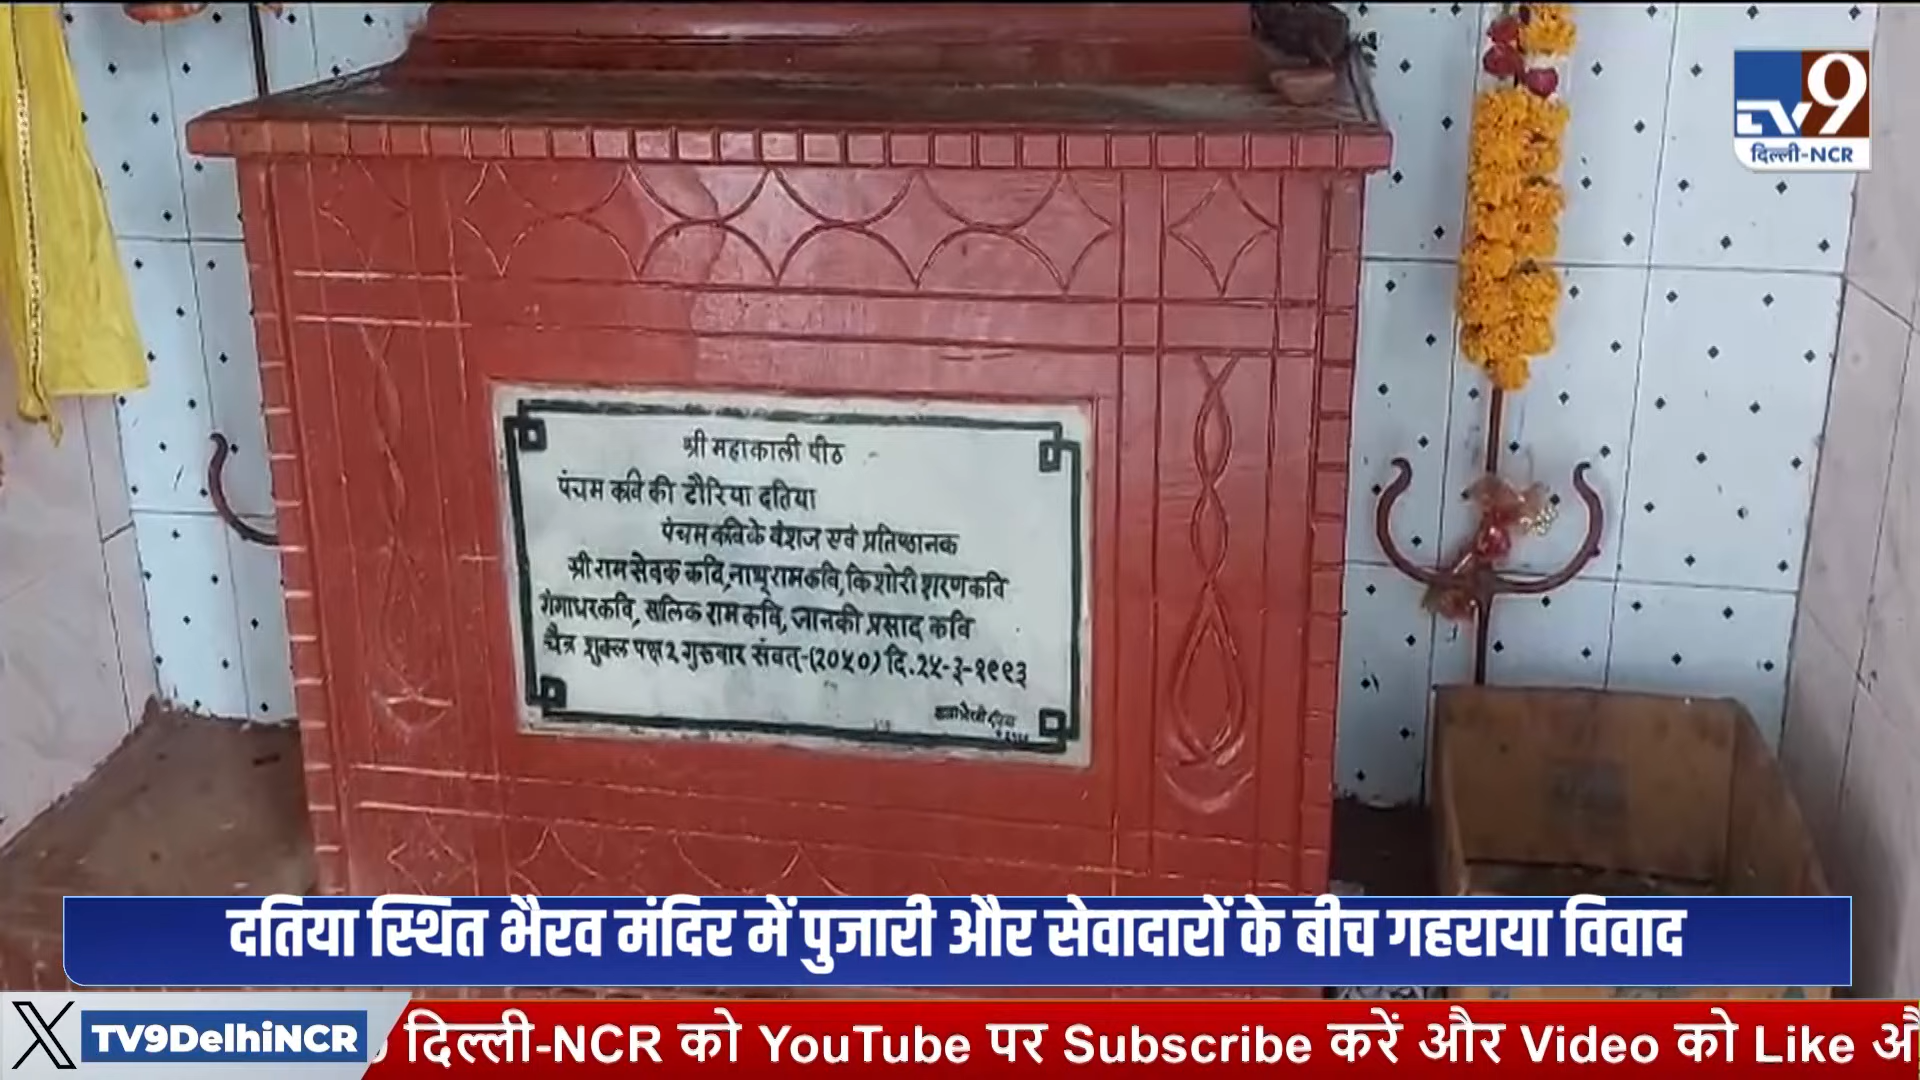 TV9
दिल्ली-NCR
श्री महाकाली पीठ
पंचम कवि की टौरिया दतिया
पंचम कवि के वंशज एवं प्रतिष्ठानक
श्री राम सेवक कवि, नाथूराम कवि, किशोरी शरण कवि
गंगाधर कवि, सालिक राम कवि, जानकी प्रसाद कवि
चैत्र शुक्ल पक्ष २ गुरुवार संवत्-(२०५०) दि.२५-३-१९९३
दतिया स्थित भैरव मंदिर में पुजारी और सेवादारों के बीच गहराया विवाद
X TV9DelhiNCR
दिल्ली-NCR को YouTube पर Subscribe करें और Video को Like